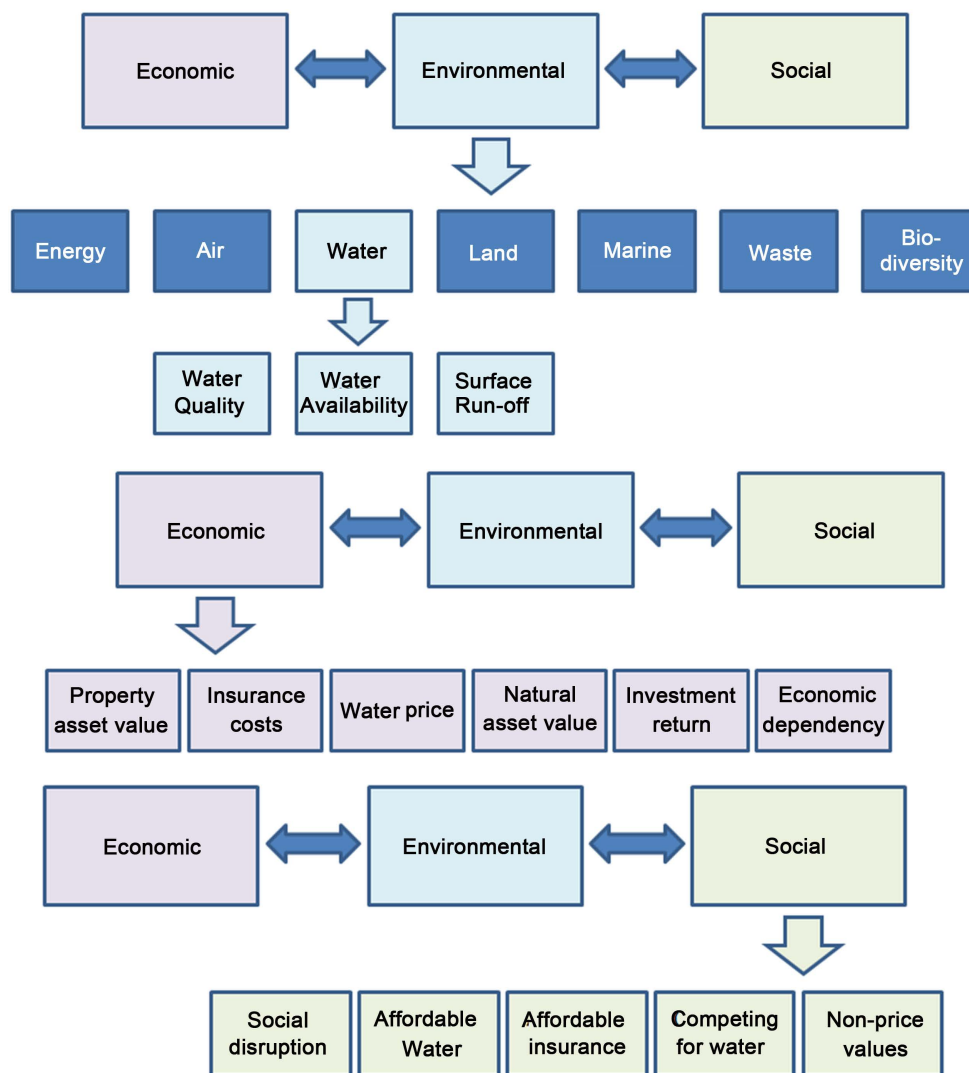 Economic
Environmental
Social
Energy
Air
Water
Land
Marine
Waste
Bio-
diversity
Water
Quality
Water
Availability
Surface
Run-off
Economic
Environmental
Social
Property
asset value
Insurance
costs
Water price
Natural
asset value
Investment
return
Economic
dependency
Economic
Environmental
Social
Social
disruption
Affordable
Water
Affordable
insurance
Competing
for water
Non-price
values